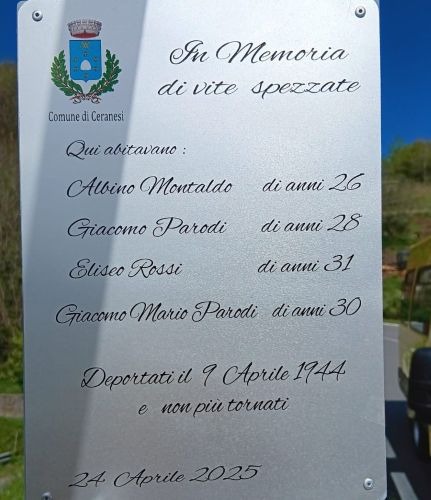 Comune di Ceranesi
In Memoria
di vite spezzate
Qui abitavano :
Albino Montaldo di anni 26
Giacomo Parodi di anni 28
Eliseo Rossi di anni 31
Giacomo Mario Parodi di anni 30
Deportati il 9 Aprile 1944
e non più tornati
24 Aprile 2025